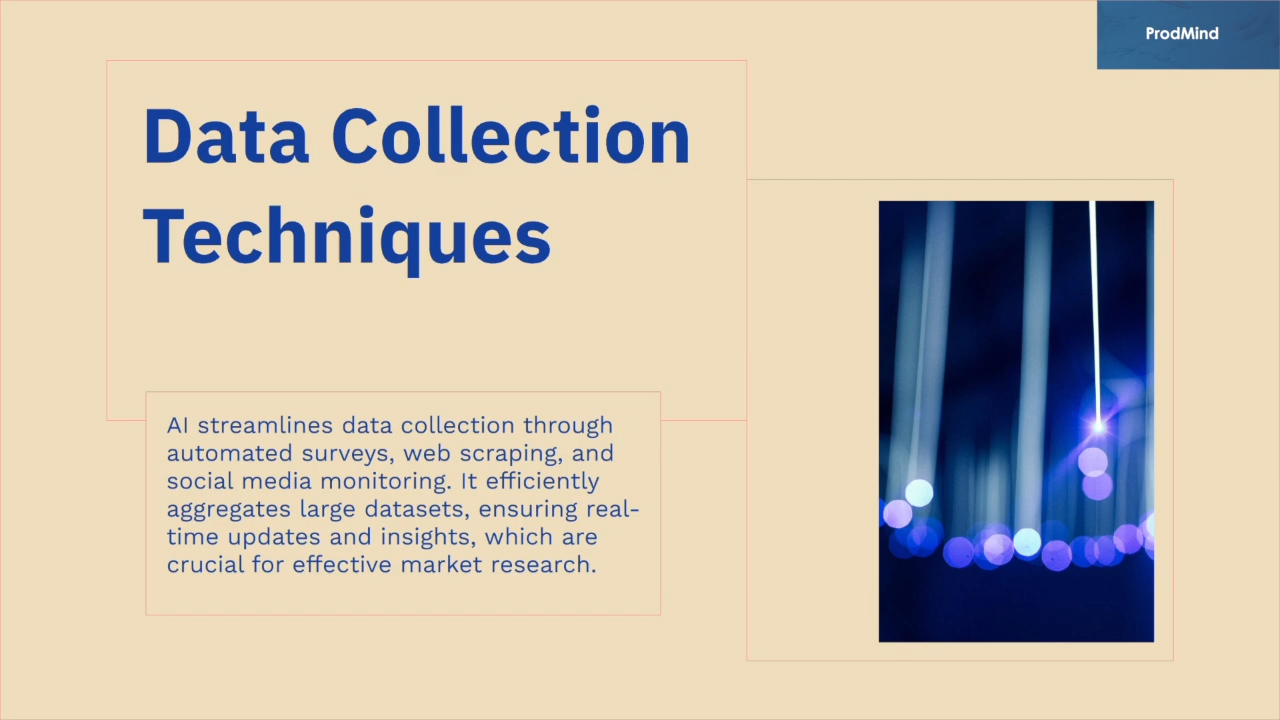 ProdMind
Data Collection
Techniques
AI streamlines data collection through
automated surveys, web scraping, and
social media monitoring. It efficiently
aggregates large datasets, ensuring real-
time updates and insights, which are
crucial for effective market research.